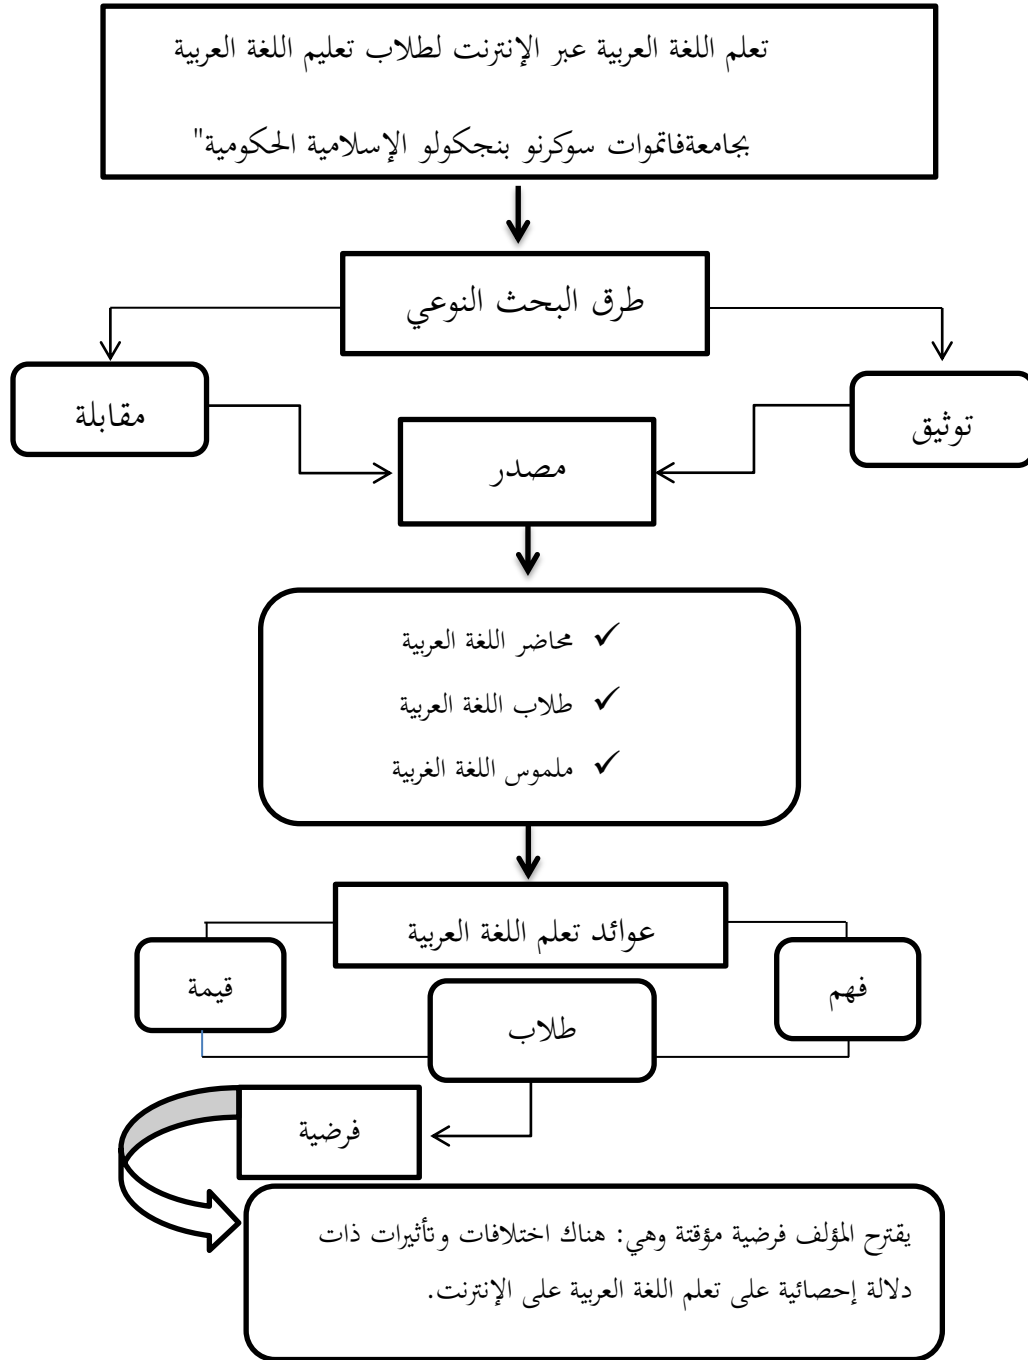 تعلم اللغة العربية عبر الإنترنت لطلاب تعليم اللغة العربية
بجامعةفاتموات سوكرنو بنجكولو الإسلامية الحكومية"
طرق البحث النوعي
توثيق
مقابلة
مصدر
✓ محاضر اللغة العربية
✓ طلاب اللغة العربية
✓ ملموس اللغة الغربية
عوائد تعلم اللغة العربية
فهم
قيمة
طلاب
فرضية
يقترح المؤلف فرضية مؤقتة وهي: هناك اختلافات وتأثيرات ذات
دلالة إحصائية على تعلم اللغة العربية على الإنترنت.